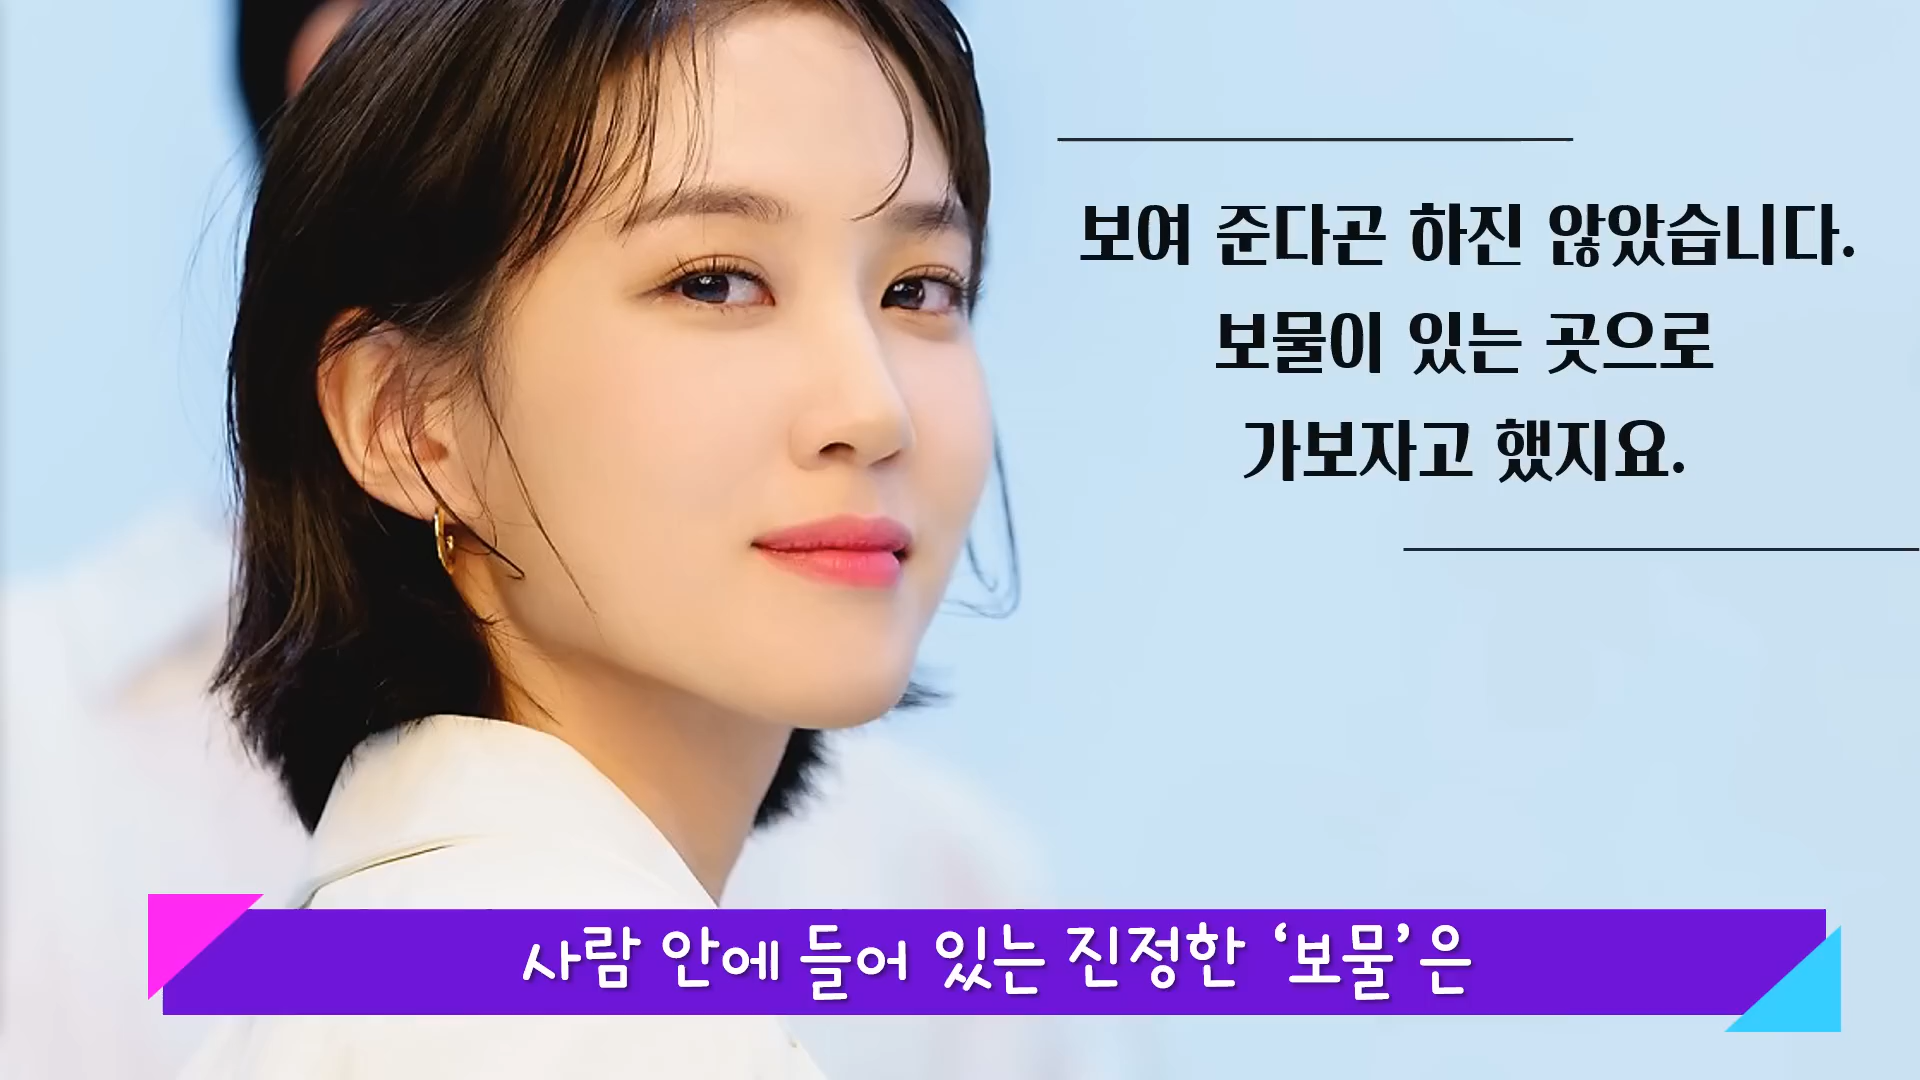 보여 준다곤 하진 않았습니다.
보물이 있는 곳으로
가보자고 했지요.
사람 안에 들어 있는 진정한 ‘보물’은